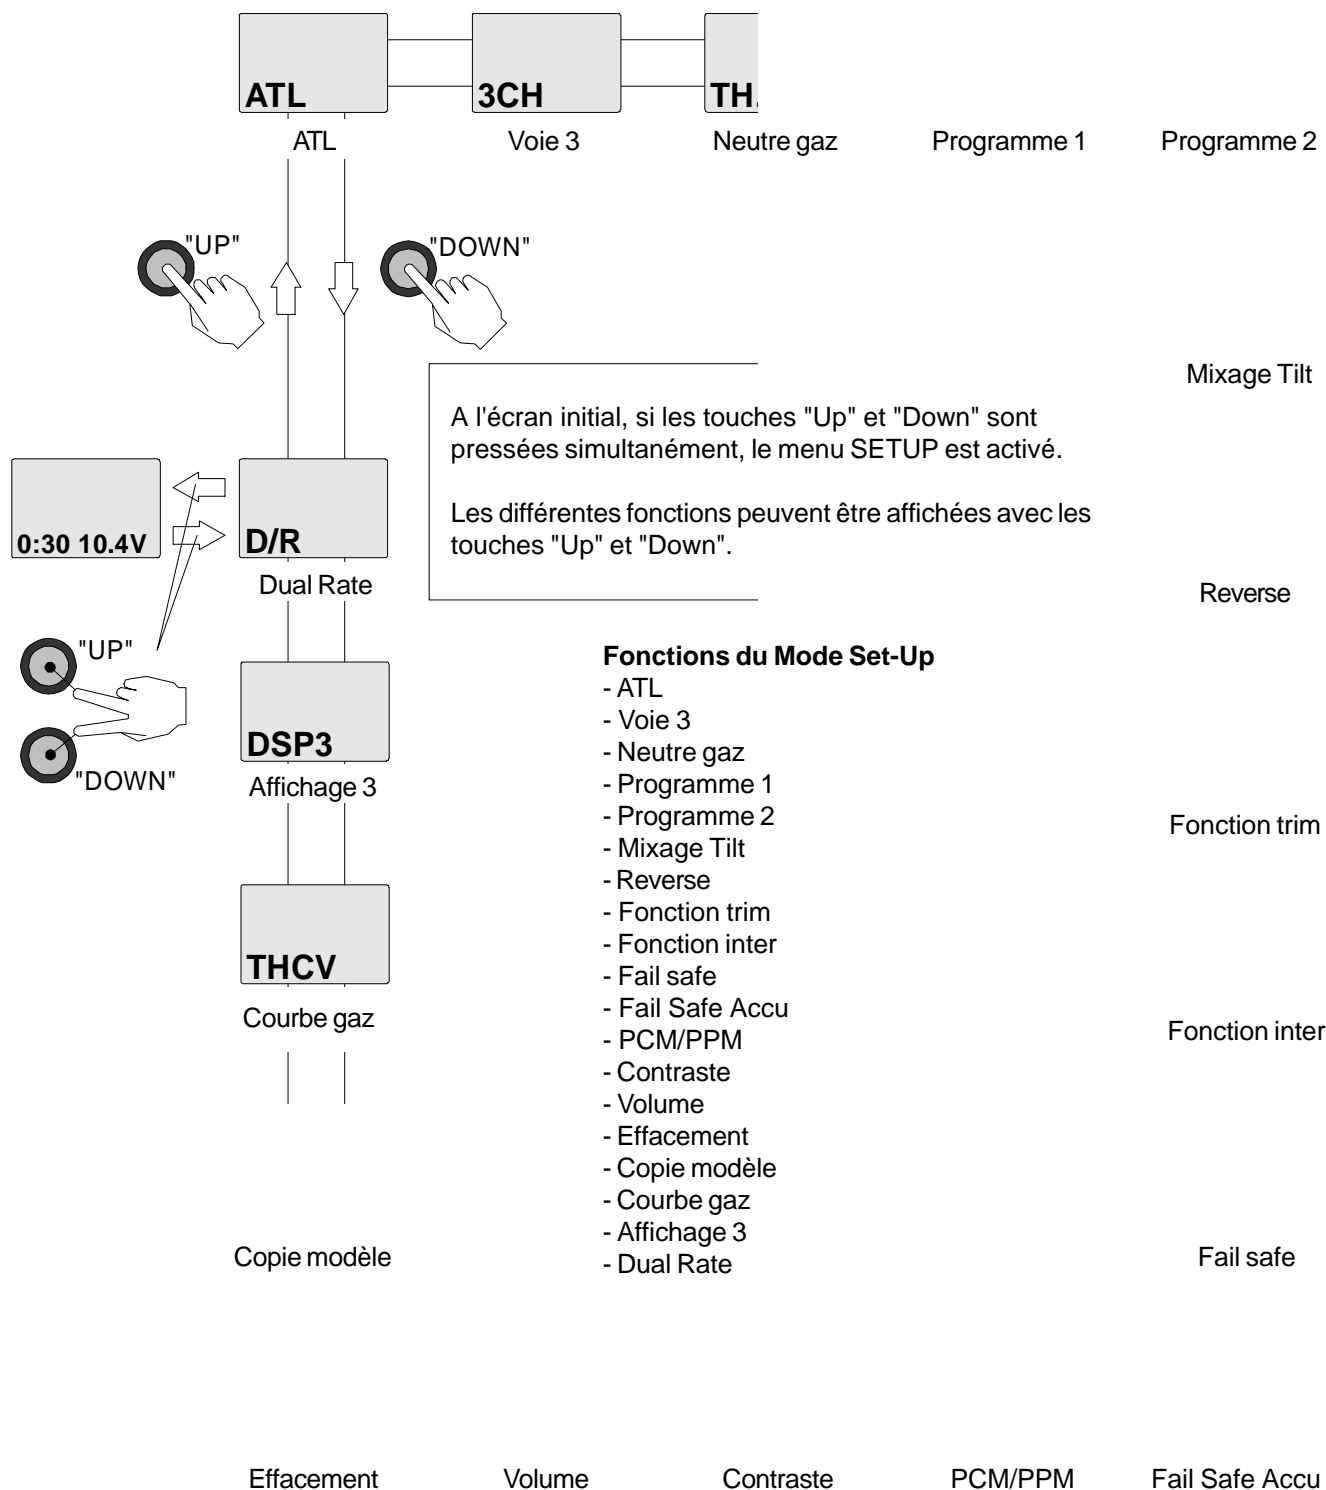 ATL
3CH
TH.
ATL
Voie 3
Neutre gaz
Programme 1
Programme 2
"UP"
"DOWN"
Mixage Tilt
A l'écran initial, si les touches "Up" et "Down" sont
pressées simultanément, le menu SETUP est activé.
Les différentes fonctions peuvent être affichées avec les
touches "Up" et "Down".
0:30 10.4V
D/R
Dual Rate
Reverse
"UP"
"DOWN"
DSP3
Affichage 3
Fonctions du Mode Set-Up
- ATL
- Voie 3
- Neutre gaz
- Programme 1
- Programme 2
- Mixage Tilt
- Reverse
- Fonction trim
- Fonction inter
- Fail safe
- Fail Safe Accu
- PCM/PPM
- Contraste
- Volume
- Effacement
- Copie modèle
- Courbe gaz
- Affichage 3
- Dual Rate
Fonction trim
THCV
Courbe gaz
Fonction inter
Copie modèle
Fail safe
Effacement
Volume
Contraste
PCM/PPM
Fail Safe Accu